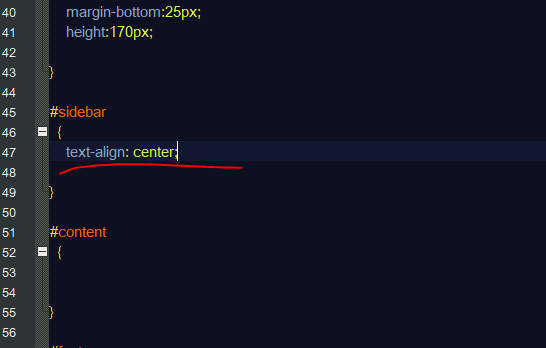 40 margin-bottom:25px;
41 height:170px;
42
43 }
44
45 #sidebar
46 {
47 text-align: center;
48
49 }
50
51 #content
52 {
53
54
55 }
56